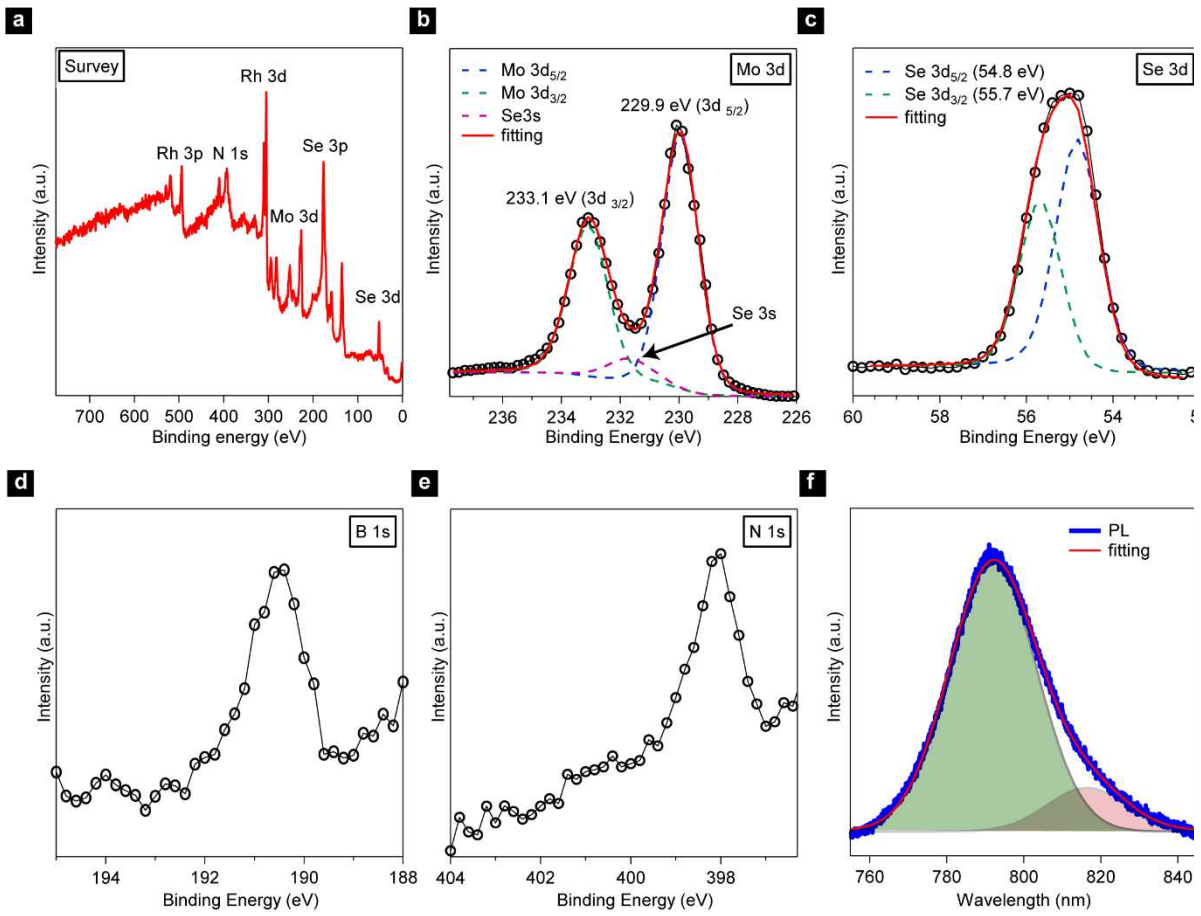 a
Survey
Rh 3d
Rh 3p
N 1s
Se 3p
Mo 3d
Se 3d
Intensity (a.u.)
700 600 500 400 300 200 100 0
Binding energy (eV)
b
Mo 3d5/2
Mo 3d3/2
Se3s
fitting
Mo 3d
229.9 eV (3d 5/2)
233.1 eV (3d 3/2)
Se 3s
Intensity (a.u.)
236 234 232 230 228 226
Binding Energy (eV)
c
Se 3d5/2 (54.8 eV)
Se 3d3/2 (55.7 eV)
fitting
Se 3d
Intensity (a.u.)
60 58 56 54
Binding Energy (eV)
d
B 1s
Intensity (a.u.)
194 192 190 188
Binding Energy (eV)
e
N 1s
Intensity (a.u.)
404 402 400 398
Binding Energy (eV)
f
PL
fitting
Intensity (a.u.)
760 780 800 820 840
Wavelength (nm)